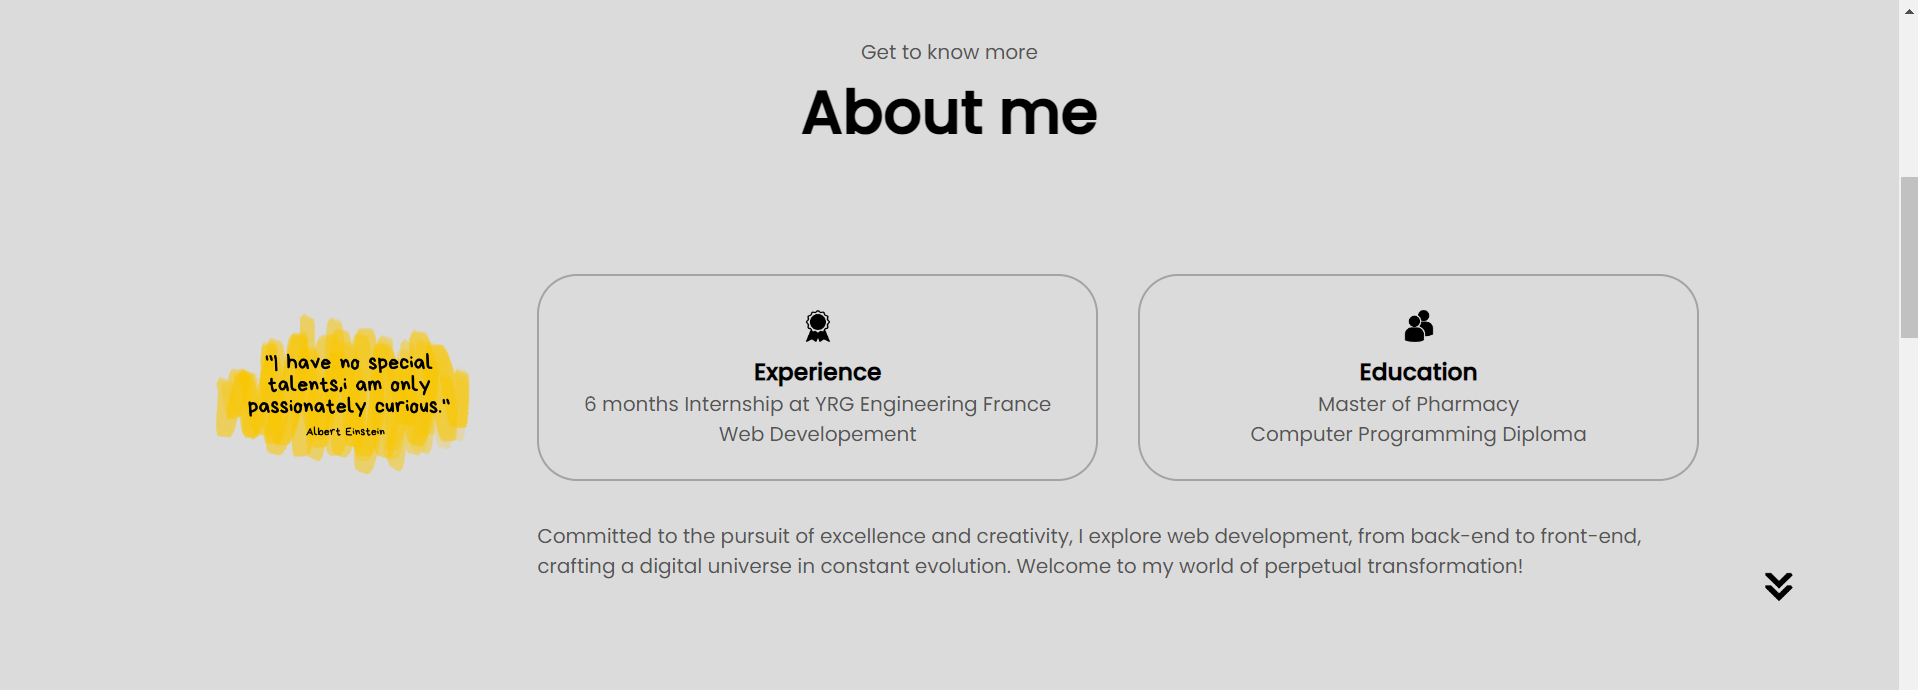 Get to know more
About me
"I have no special
talents,i am only
passionately curious."
Albert Einstein
Experience
6 months Internship at YRG Engineering France
Web Developement
Education
Master of Pharmacy
Computer Programming Diploma
Committed to the pursuit of excellence and creativity, I explore web development, from back-end to front-end,
crafting a digital universe in constant evolution. Welcome to my world of perpetual transformation!